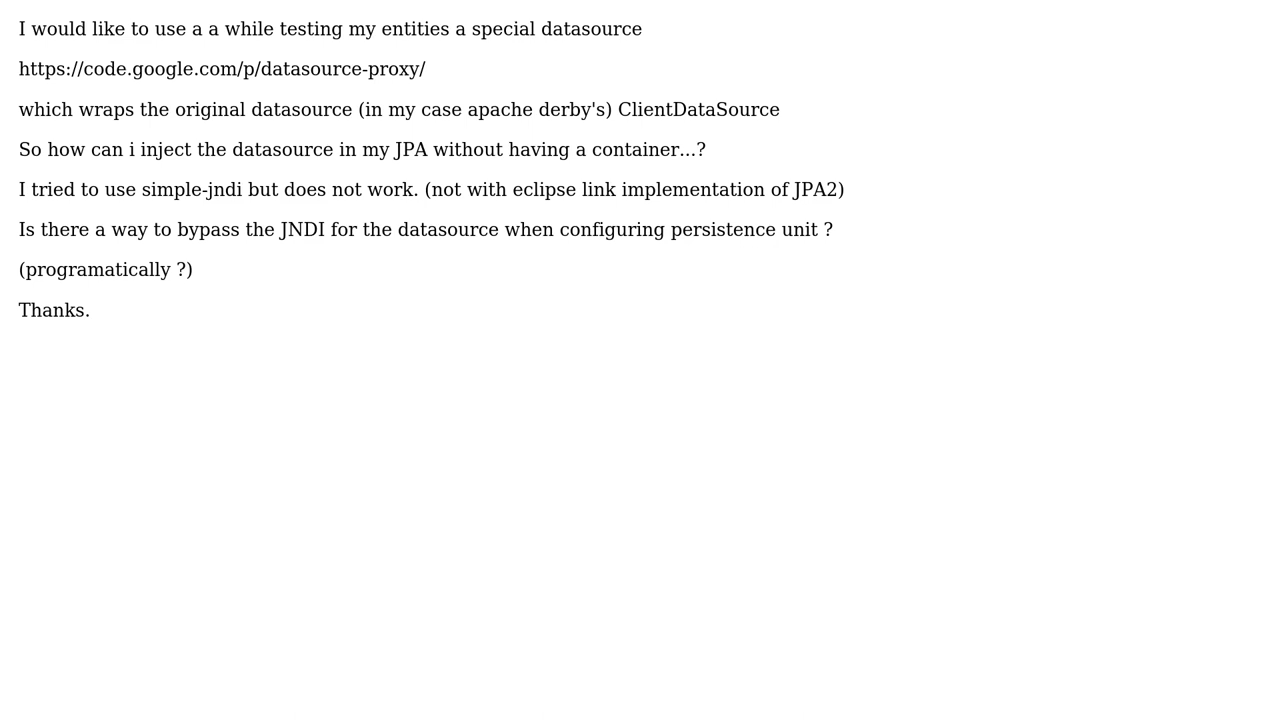 I would like to use a a while testing my entities a special datasource
https://code.google.com/p/datasource-proxy/
which wraps the original datasource (in my case apache derby's) ClientDataSource
So how can i inject the datasource in my JPA without having a container...?
I tried to use simple-jndi but does not work. (not with eclipse link implementation of JPA2)
Is there a way to bypass the JNDI for the datasource when configuring persistence unit ?
(programatically ?)
Thanks.